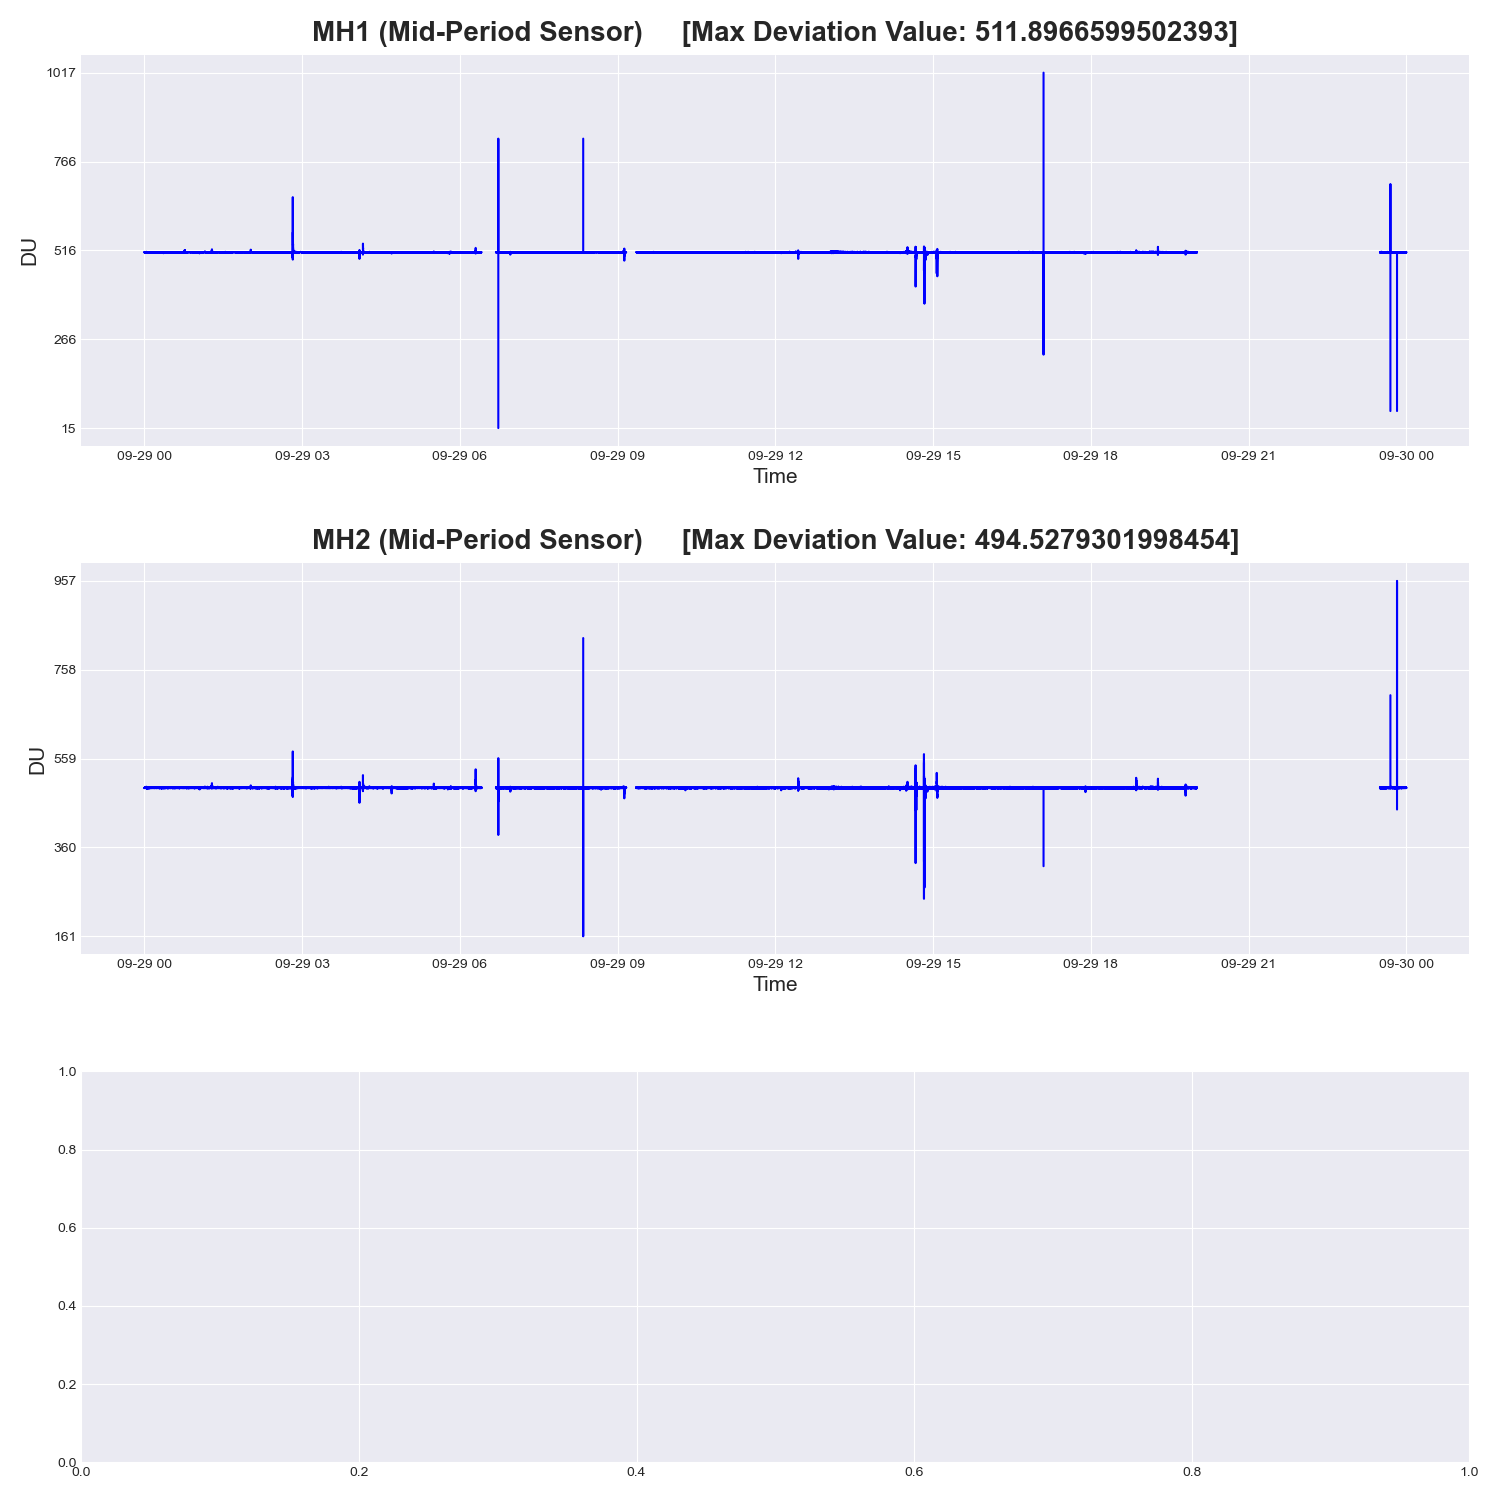 MH1 (Mid-Period Sensor) [Max Deviation Value: 511.8966599502393]
1017
766
516
266
15
DU
09-29 00 09-29 03 09-29 06 09-29 09 09-29 12 09-29 15 09-29 18 09-29 21 09-30 00
Time
MH2 (Mid-Period Sensor) [Max Deviation Value: 494.5279301998454]
957
758
559
360
161
DU
09-29 00 09-29 03 09-29 06 09-29 09 09-29 12 09-29 15 09-29 18 09-29 21 09-30 00
Time
1.0
0.8
0.6
0.4
0.2
0.0
0.0 0.2 0.4 0.6 0.8 1.0